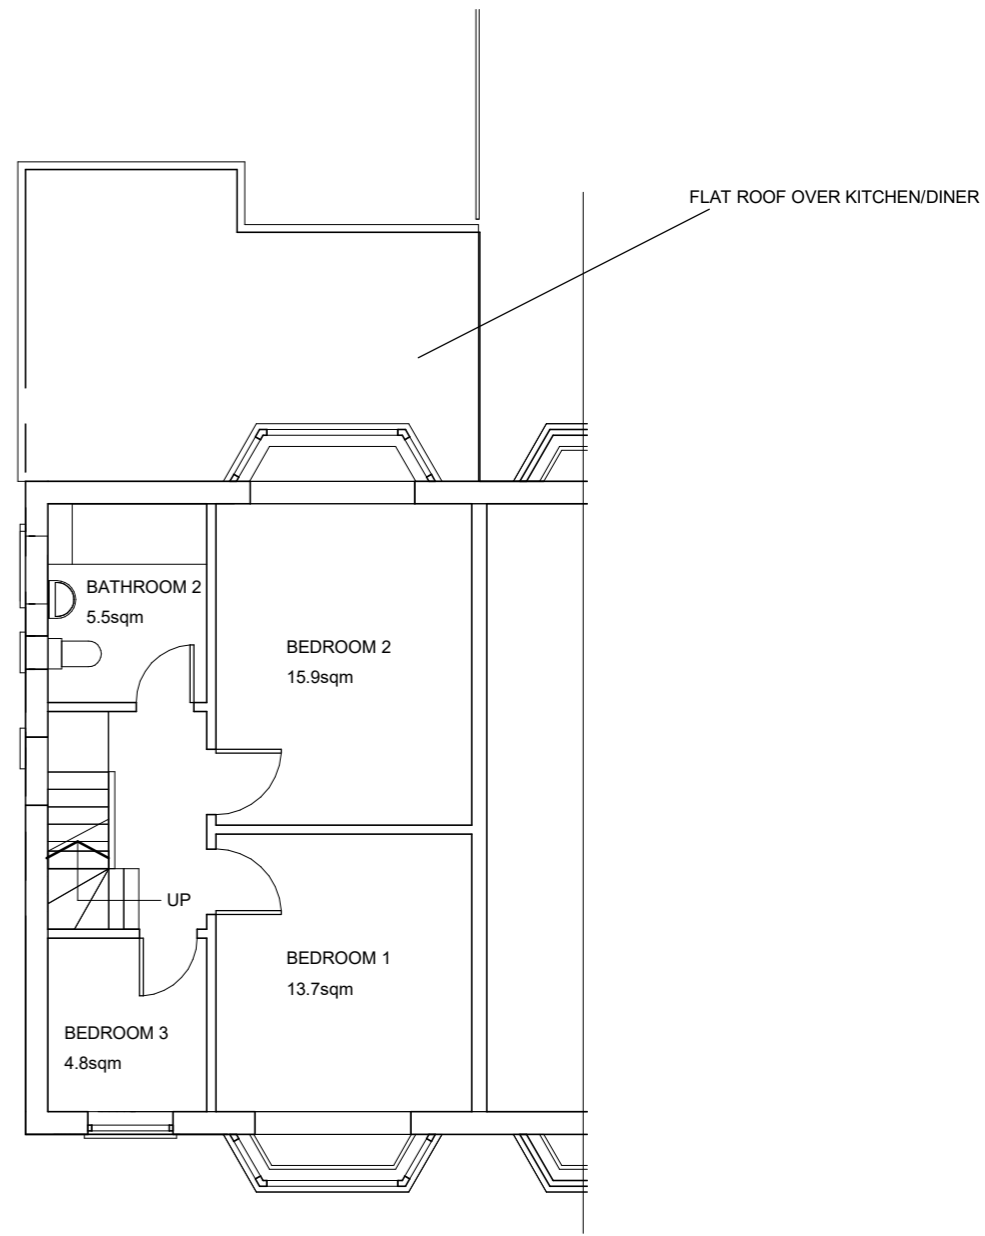 FLAT ROOF OVER KITCHEN/DINER
BATHROOM 2
5.5sqm
BEDROOM 2
15.9sqm
UP
BEDROOM 1
13.7sqm
BEDROOM 3
4.8sqm